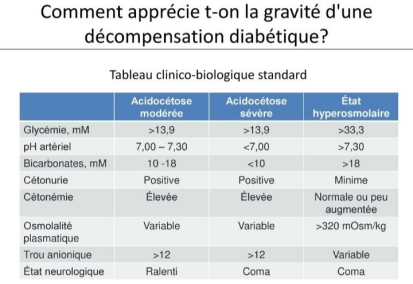 Comment apprécie t-on la gravité d'une
décompensation diabétique?
Tableau clinico-biologique standard
Acidocétose modérée Acidocétose sévère État hyperosmolaire
Glycémie, mM >13,9 >13,9 >33,3
pH artériel 7,00 – 7,30 <7,00 >7,30
Bicarbonates, mM 10 -18 <10 >18
Cétonurie Positive Positive Minime
Cétonémie Élevée Élevée Normale ou peu augmentée
Osmolalité plasmatique Variable Variable >320 mOsm/kg
Trou anionique >12 >12 Variable
État neurologique Ralenti Coma Coma